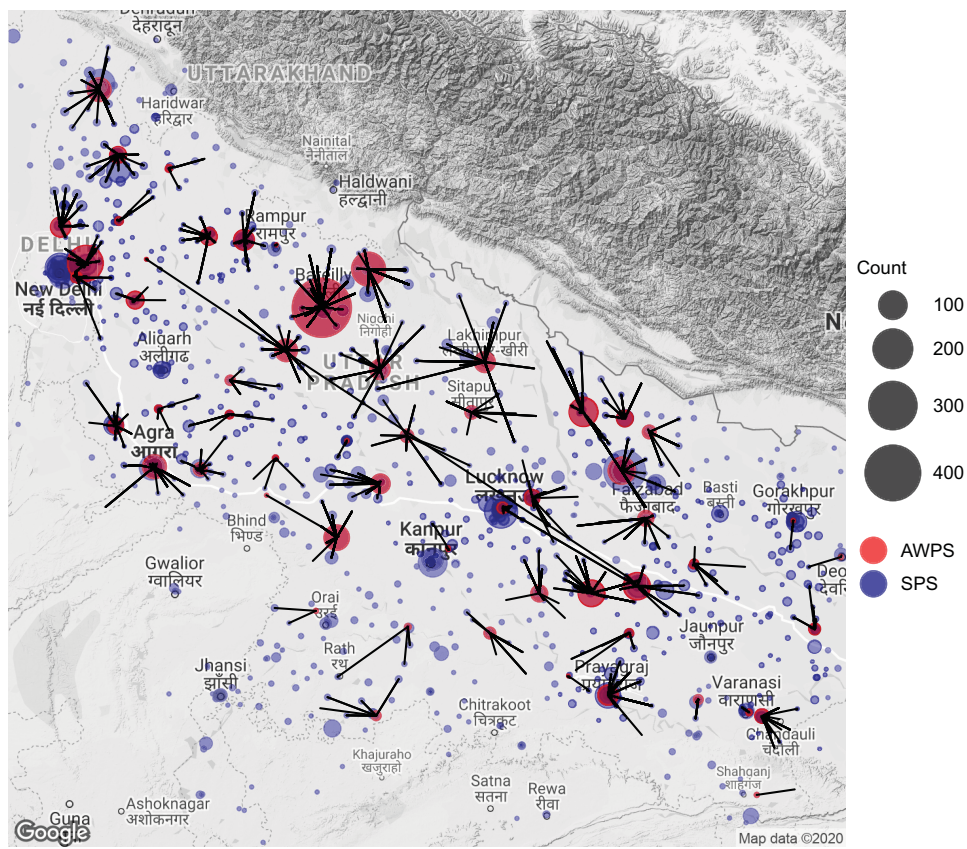 देहरादून
UTTARAKHAND
Haridwar
हरिद्वार
Nainital
नैनीताल
Haldwani
हल्द्वानी
Rampur
रामपुर
DELHI
New Delhi
नई दिल्ली
Bareilly
Nigohi
निगोही
Aligarh
अलीगढ़
Lakhimpur
UTTAR
PRADESH
Sitapur
सीतापुर
Agra
आगरा
Lucknow
लखनऊ
Faizabad
फैजाबाद
Basti
बस्ती
Gorakhpur
गोरखपुर
Bhind
भिण्ड
Kanpur
कानपुर
Gwalior
ग्वालियर
Orai
उरई
Jaunpur
जौनपुर
Rath
राथ
Jhansi
झाँसी
Prayagraj
Varanasi
वाराणसी
Chitrakoot
चित्रकूट
Chandauli
चंदौली
Khajuraho
खजुराहो
Shahganj
शाहगंज
Satna
सतना
Rewa
रीवा
Guna
Ashoknagar
अशोकनगर
Google
Map data ©2020
Count
100
200
300
400
AWPS
SPS